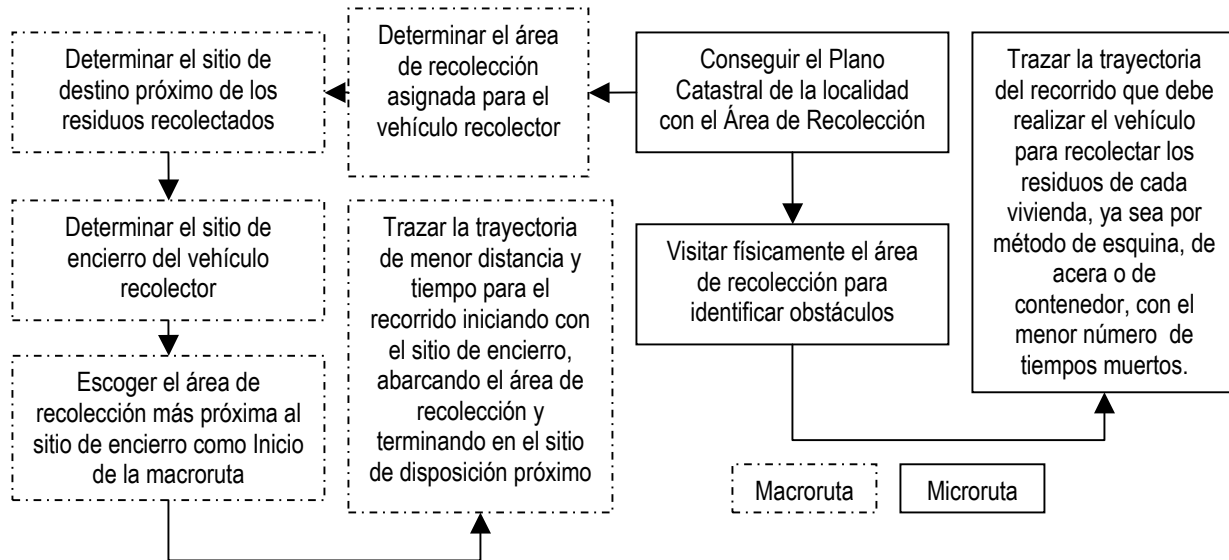 Determinar el sitio de
destino próximo de los
residuos recolectados
Determinar el área
de recolección
asignada para el
vehículo recolector
Conseguir el Plano
Catastral de la localidad
con el Área de Recolección
Trazar la trayectoria
del recorrido que debe
realizar el vehículo
para recolectar los
residuos de cada
vivienda, ya sea por
método de esquina, de
acera o de
contenedor, con el
menor número de
tiempos muertos.
Determinar el sitio de
encierro del vehículo
recolector
Trazar la trayectoria
de menor distancia y
tiempo para el
recorrido iniciando con
el sitio de encierro,
abarcando el área de
recolección y
terminando en el sitio
de disposición próximo
Visitar físicamente el área
de recolección para
identificar obstáculos
Escoger el área de
recolección más próxima al
sitio de encierro como Inicio
de la macroruta
Macroruta
Microruta